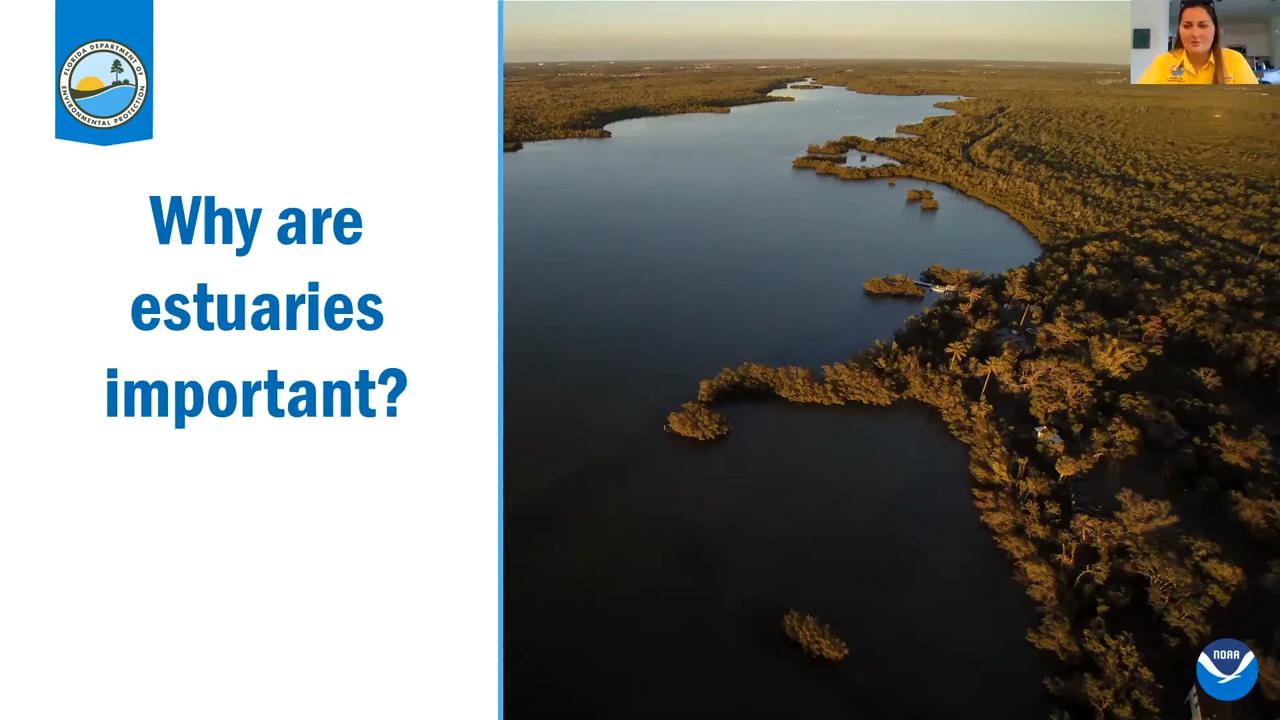 FLORIDA DEPARTMENT OF
ENVIRONMENTAL PROTECTION
Why are
estuaries
important?
NOAA